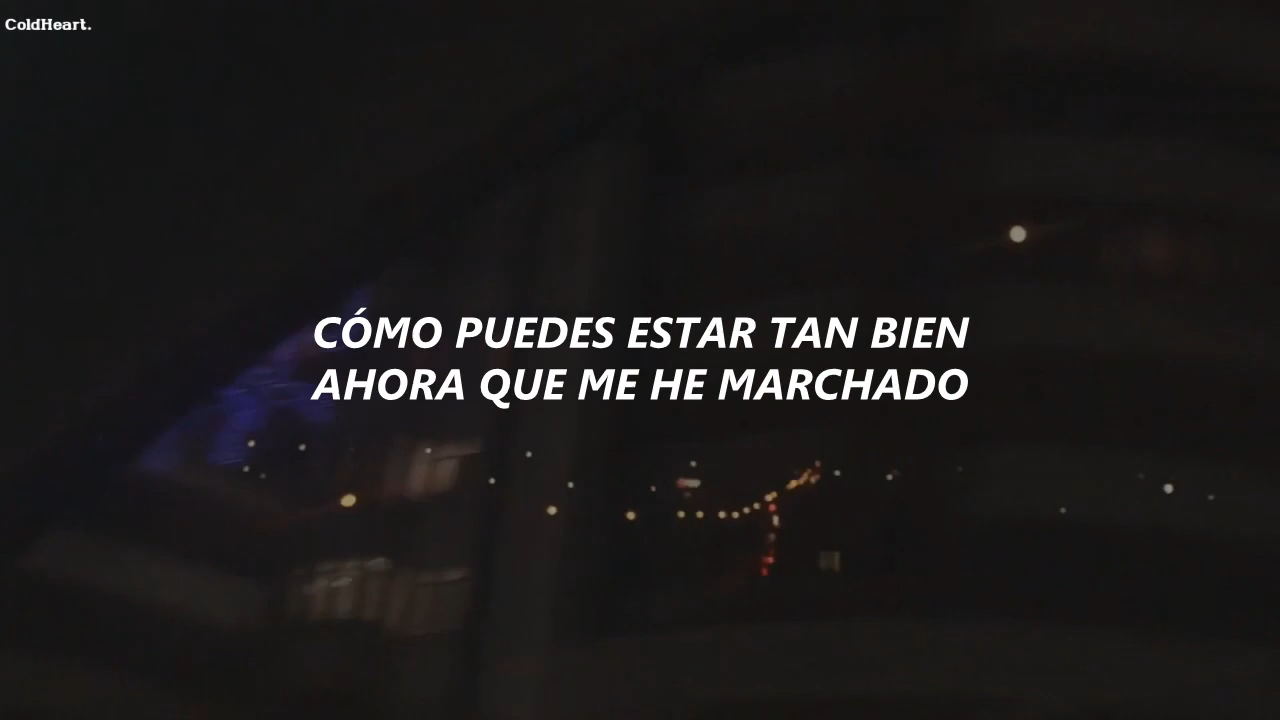 ColdHeart.
CÓMO PUEDES ESTAR TAN BIEN
AHORA QUE ME HE MARCHADO